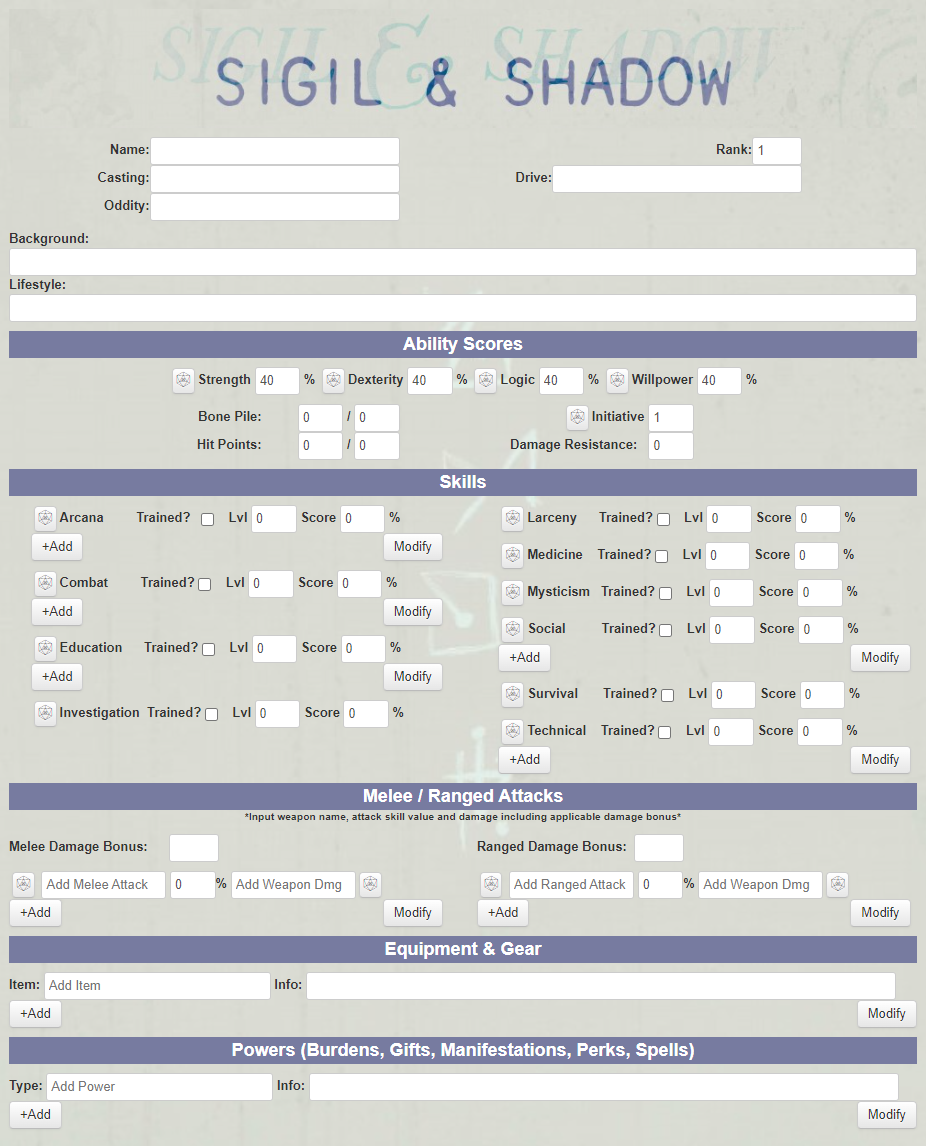 SIGIL & SHADOW
SIGIL & SHADOW
Name: Rank: 1
Casting: Drive:
Oddity:
Background:
Lifestyle:
Ability Scores
Strength 40 % Dexterity 40 % Logic 40 % Willpower 40 %
Bone Pile: 0 / 0 Initiative 1
Hit Points: 0 / 0 Damage Resistance: 0
Skills
Arcana Trained? Lvl 0 Score 0 %
+Add Modify
Combat Trained? Lvl 0 Score 0 %
+Add Modify
Education Trained? Lvl 0 Score 0 %
+Add Modify
Investigation Trained? Lvl 0 Score 0 %
Larceny Trained? Lvl 0 Score 0 %
Medicine Trained? Lvl 0 Score 0 %
Mysticism Trained? Lvl 0 Score 0 %
Social Trained? Lvl 0 Score 0 %
+Add Modify
Survival Trained? Lvl 0 Score 0 %
Technical Trained? Lvl 0 Score 0 %
+Add Modify
Melee / Ranged Attacks
*Input weapon name, attack skill value and damage including applicable damage bonus*
Melee Damage Bonus: Ranged Damage Bonus:
Add Melee Attack 0 % Add Weapon Dmg Add Ranged Attack 0 % Add Weapon Dmg
+Add Modify +Add Modify
Equipment & Gear
Item: Add Item Info:
+Add Modify
Powers (Burdens, Gifts, Manifestations, Perks, Spells)
Type: Add Power Info:
+Add Modify